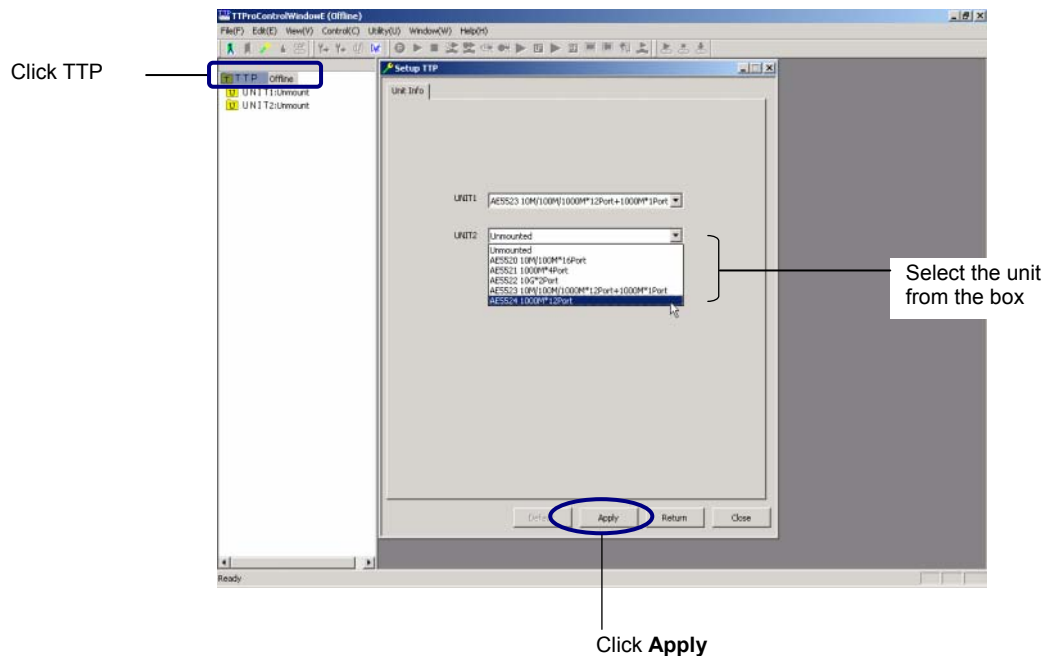 TTProControlWindowE (Offline)
File(F) Edit(E) View(V) Control(C) Utility(U) Window(W) Help(H)
Click TTP
T T P Offline
U N I T1:Unmount
U N I T2:Unmount
Setup TTP
Unit Info
UNIT1 AE5523 10M/100M/1000M*12Port+1000M*1Port
UNIT2 Unmounted
Unmounted
AE5520 10M/100M*16Port
AE5521 1000M*4Port
AE5522 10G*2Port
AE5523 10M/100M/1000M*12Port+1000M*1Port
AE5524 1000M*12Port
Select the unit
from the box
Apply Return Close
Ready
Click Apply